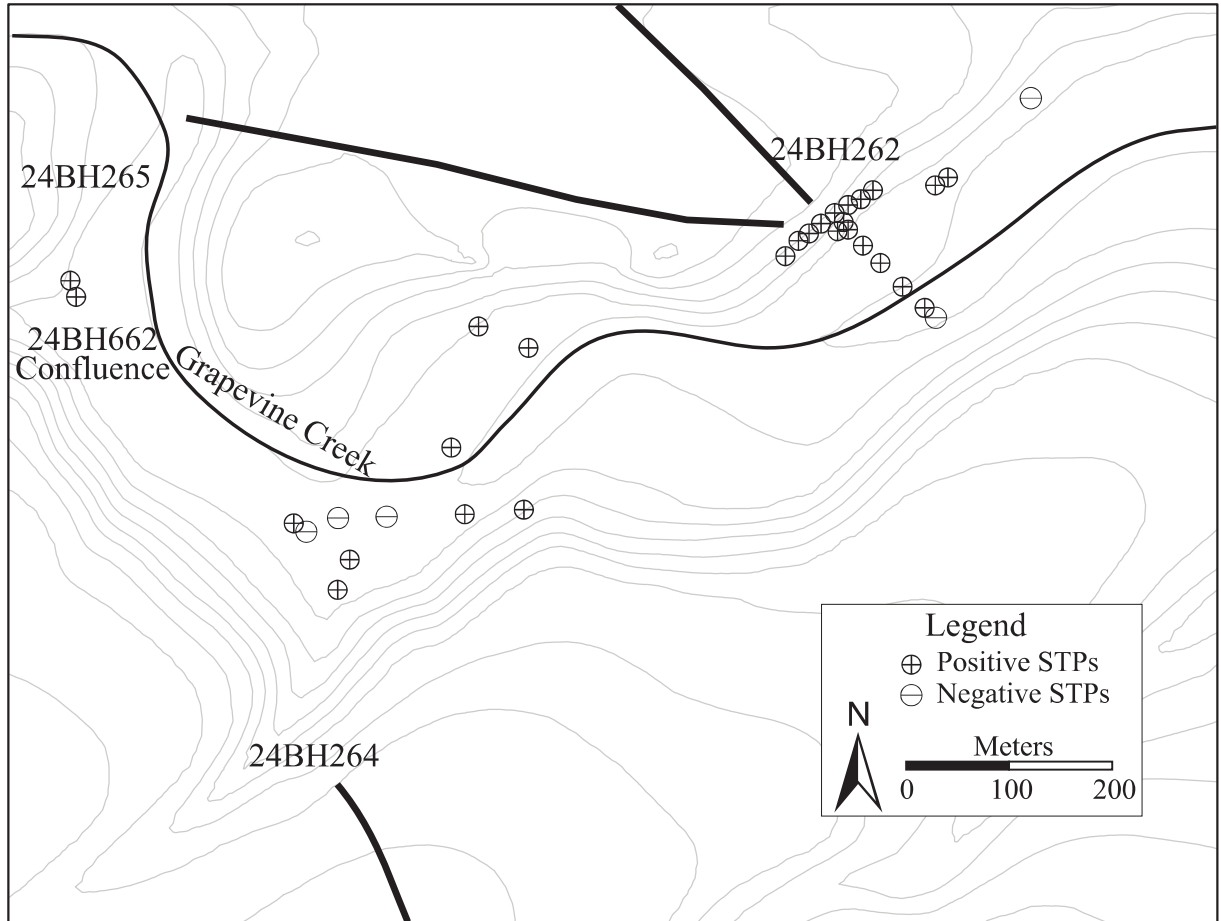 24BH262
24BH265
24BH662
Confluence
Grapevine Creek
24BH264
Legend
Positive STPs
Negative STPs
N
Meters
0 100 200